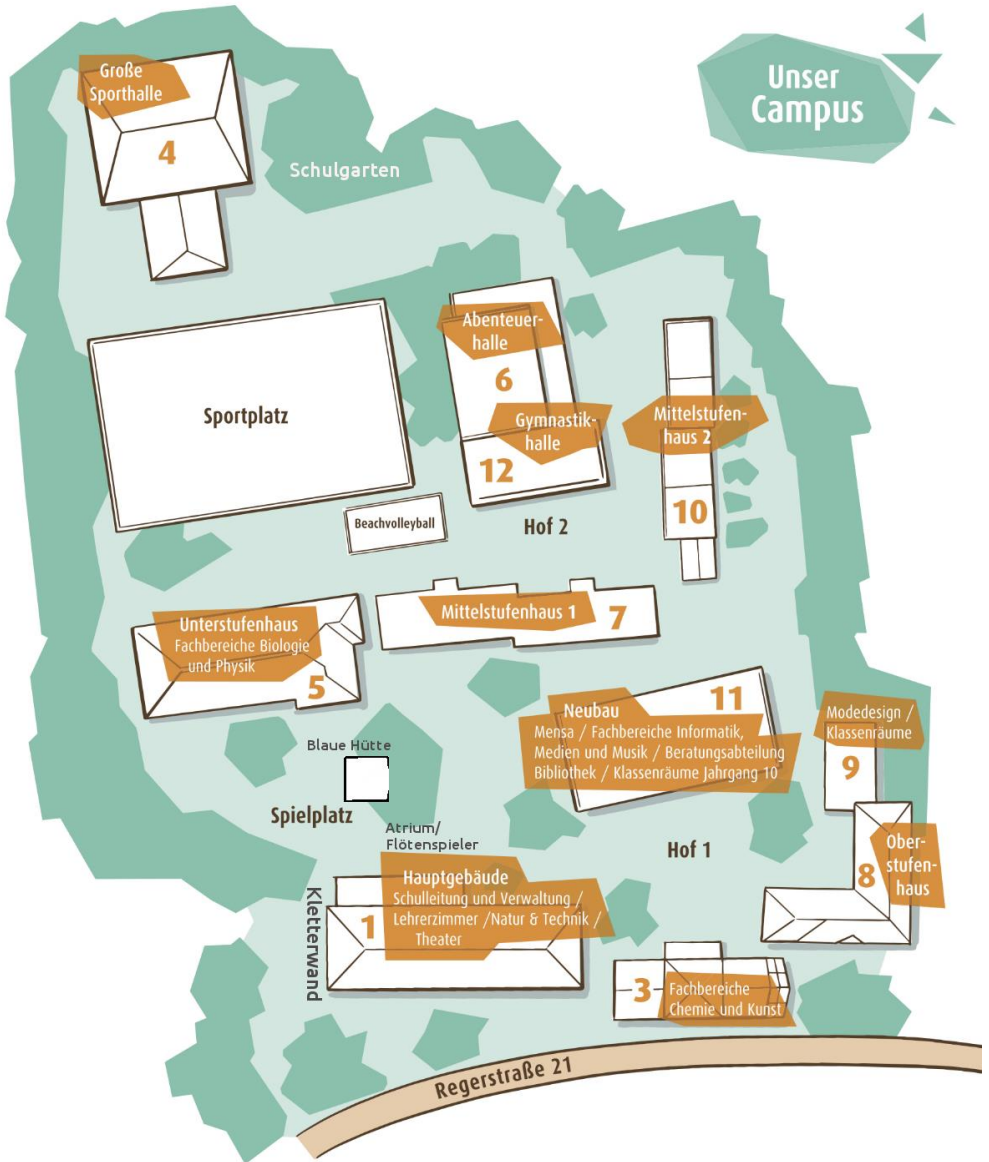 Unser
Campus
Große
Sporthalle
4
Schulgarten
Abenteuer-
halle
6
Gymnastik-
halle
12
Mittelstufen-
haus 2
10
Sportplatz
Beachvolleyball
Hof 2
Unterstufenhaus
Fachbereiche Biologie
und Physik
5
Mittelstufenhaus 1
7
Neubau
11
Mensa / Fachbereiche Informatik,
Medien und Musik / Beratungsabteilung
Bibliothek / Klassenräume Jahrgang 10
Modedesign /
Klassenräume
9
Blaue Hütte
Spielplatz
Atrium/
Flötenspieler
Hof 1
Ober-
stufen-
haus
8
Kletterwand
Hauptgebäude
Schulleitung und Verwaltung /
Lehrerzimmer /Natur & Technik /
Theater
1
3
Fachbereiche
Chemie und Kunst
Regerstraße 21